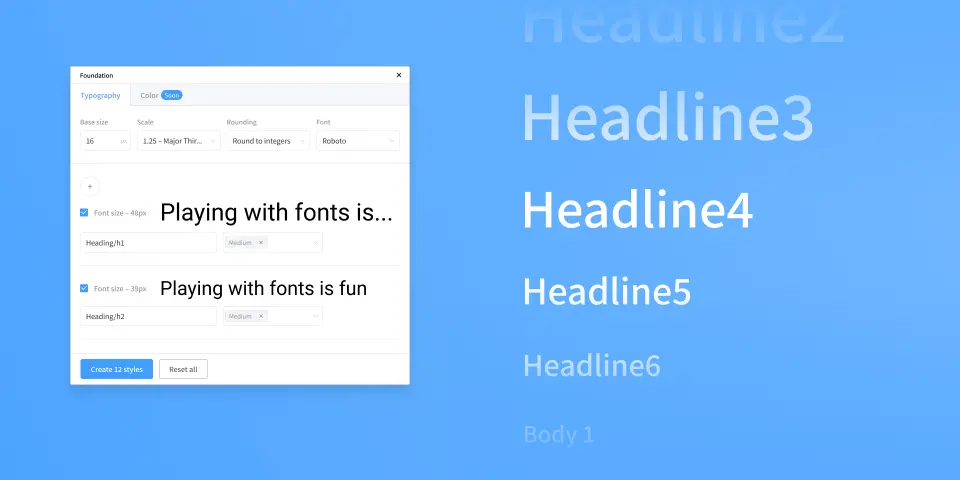 Foundation
Typography Color Soon
Base size Scale Rounding Font
16 px 1.25 – Major Thir... Round to integers Roboto
+
Font size – 48px Playing with fonts is...
Heading/h1 Medium ×
Font size – 39px Playing with fonts is fun
Heading/h2 Medium ×
Create 12 styles Reset all
Headline2
Headline3
Headline4
Headline5
Headline6
Body 1